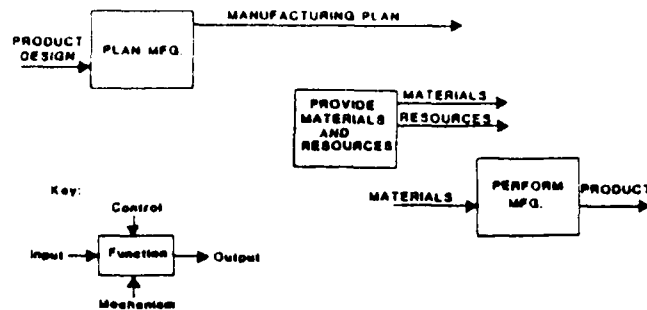 MANUFACTURING PLAN
PRODUCT
DESIGN
PLAN MFG.
PROVIDE
MATERIALS
AND
RESOURCES
MATERIALS
RESOURCES
MATERIALS
PERFORM
MFG.
PRODUCT
Key:
Control
Input
Function
Output
Mechanism